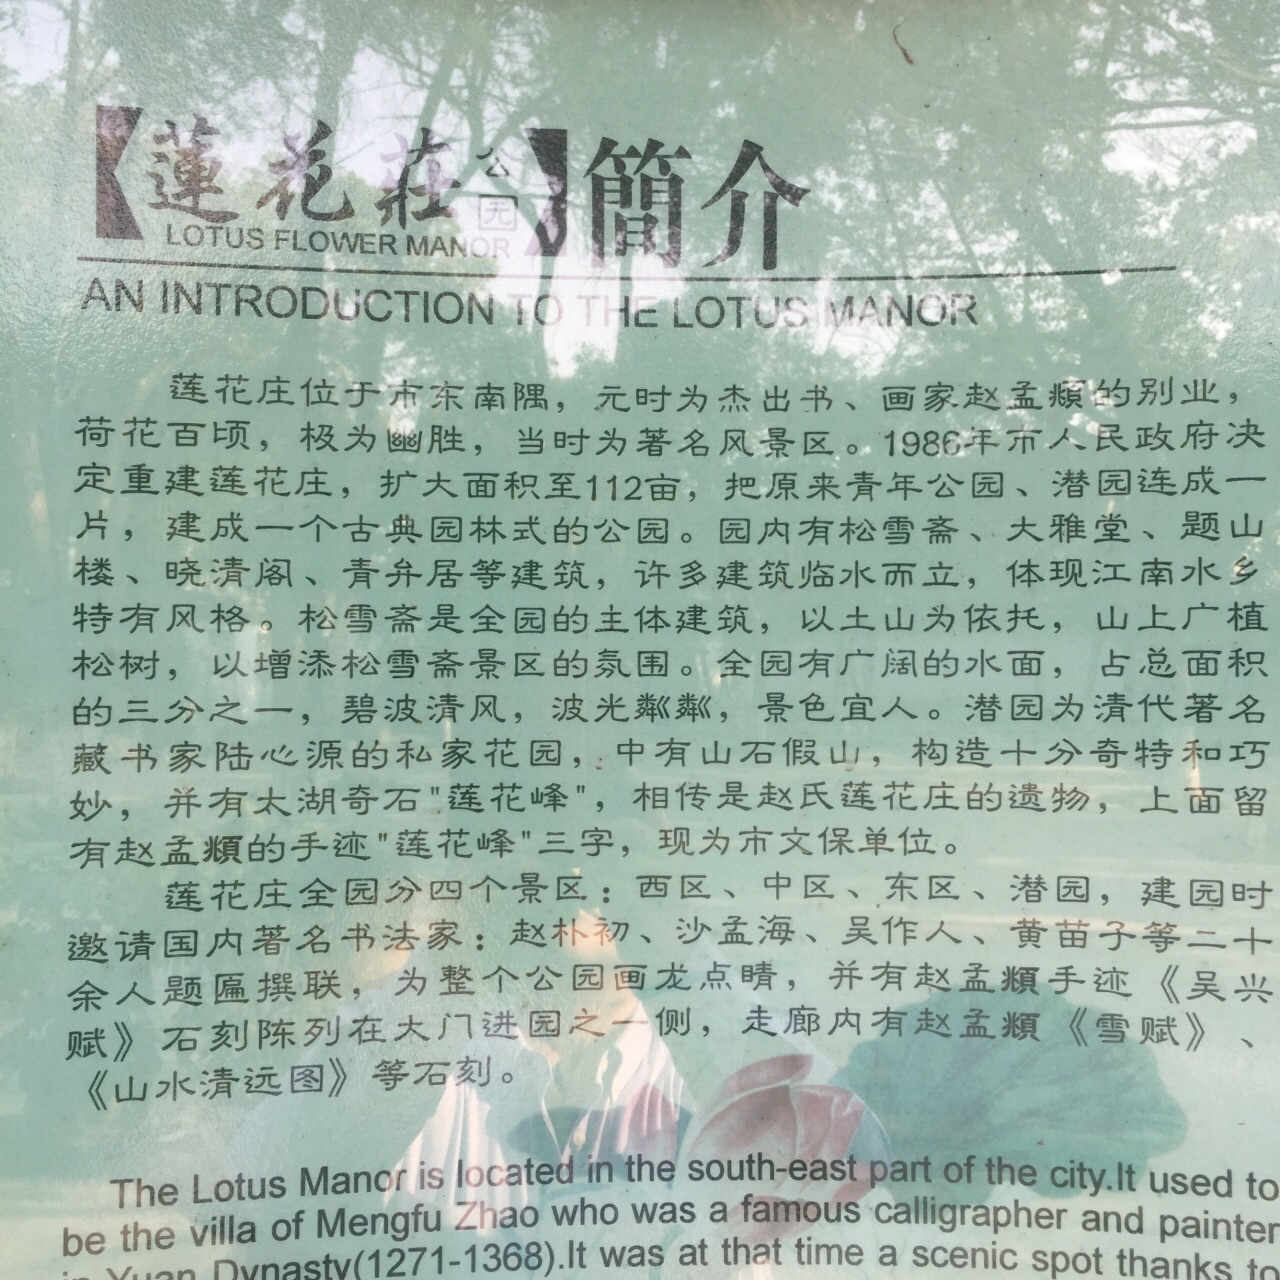 【蓮花莊公园】簡介
LOTUS FLOWER MANOR
AN INTRODUCTION TO THE LOTUS MANOR
莲花庄位于市东南隅，元时为杰出书、画家赵孟頫的别业，
荷花百顷，极为幽胜，当时为著名风景区。1986年市人民政府决
定重建莲花庄，扩大面积至112亩，把原来青年公园、潜园连成一
片，建成一个古典园林式的公园。园内有松雪斋、大雅堂、题山
楼、晓清阁、青弁居等建筑，许多建筑临水而立，体现江南水乡
特有风格。松雪斋是全园的主体建筑，以土山为依托，山上广植
松树，以增添松雪斋景区的氛围。全园有广阔的水面，占总面积
的三分之一，碧波清风，波光粼粼，景色宜人。潜园为清代著名
藏书家陆心源的私家花园，中有山石假山，构造十分奇特和巧
妙，并有太湖奇石"莲花峰"，相传是赵氏莲花庄的遗物，上面留
有赵孟頫的手迹"莲花峰"三字，现为市文保单位。
莲花庄全园分四个景区：西区、中区、东区、潜园，建园时
邀请国内著名书法家：赵朴初、沙孟海、吴作人、黄苗子等二十
余人题匾撰联，为整个公园画龙点睛，并有赵孟頫手迹《吴兴
赋》石刻陈列在大门进园之一侧，走廊内有赵孟頫《雪赋》、
《山水清远图》等石刻。
The Lotus Manor is located in the south-east part of the city.It used to
be the villa of Mengfu Zhao who was a famous calligrapher and painter
in Yuan Dynasty(1271-1368).It was at that time a scenic spot thanks to